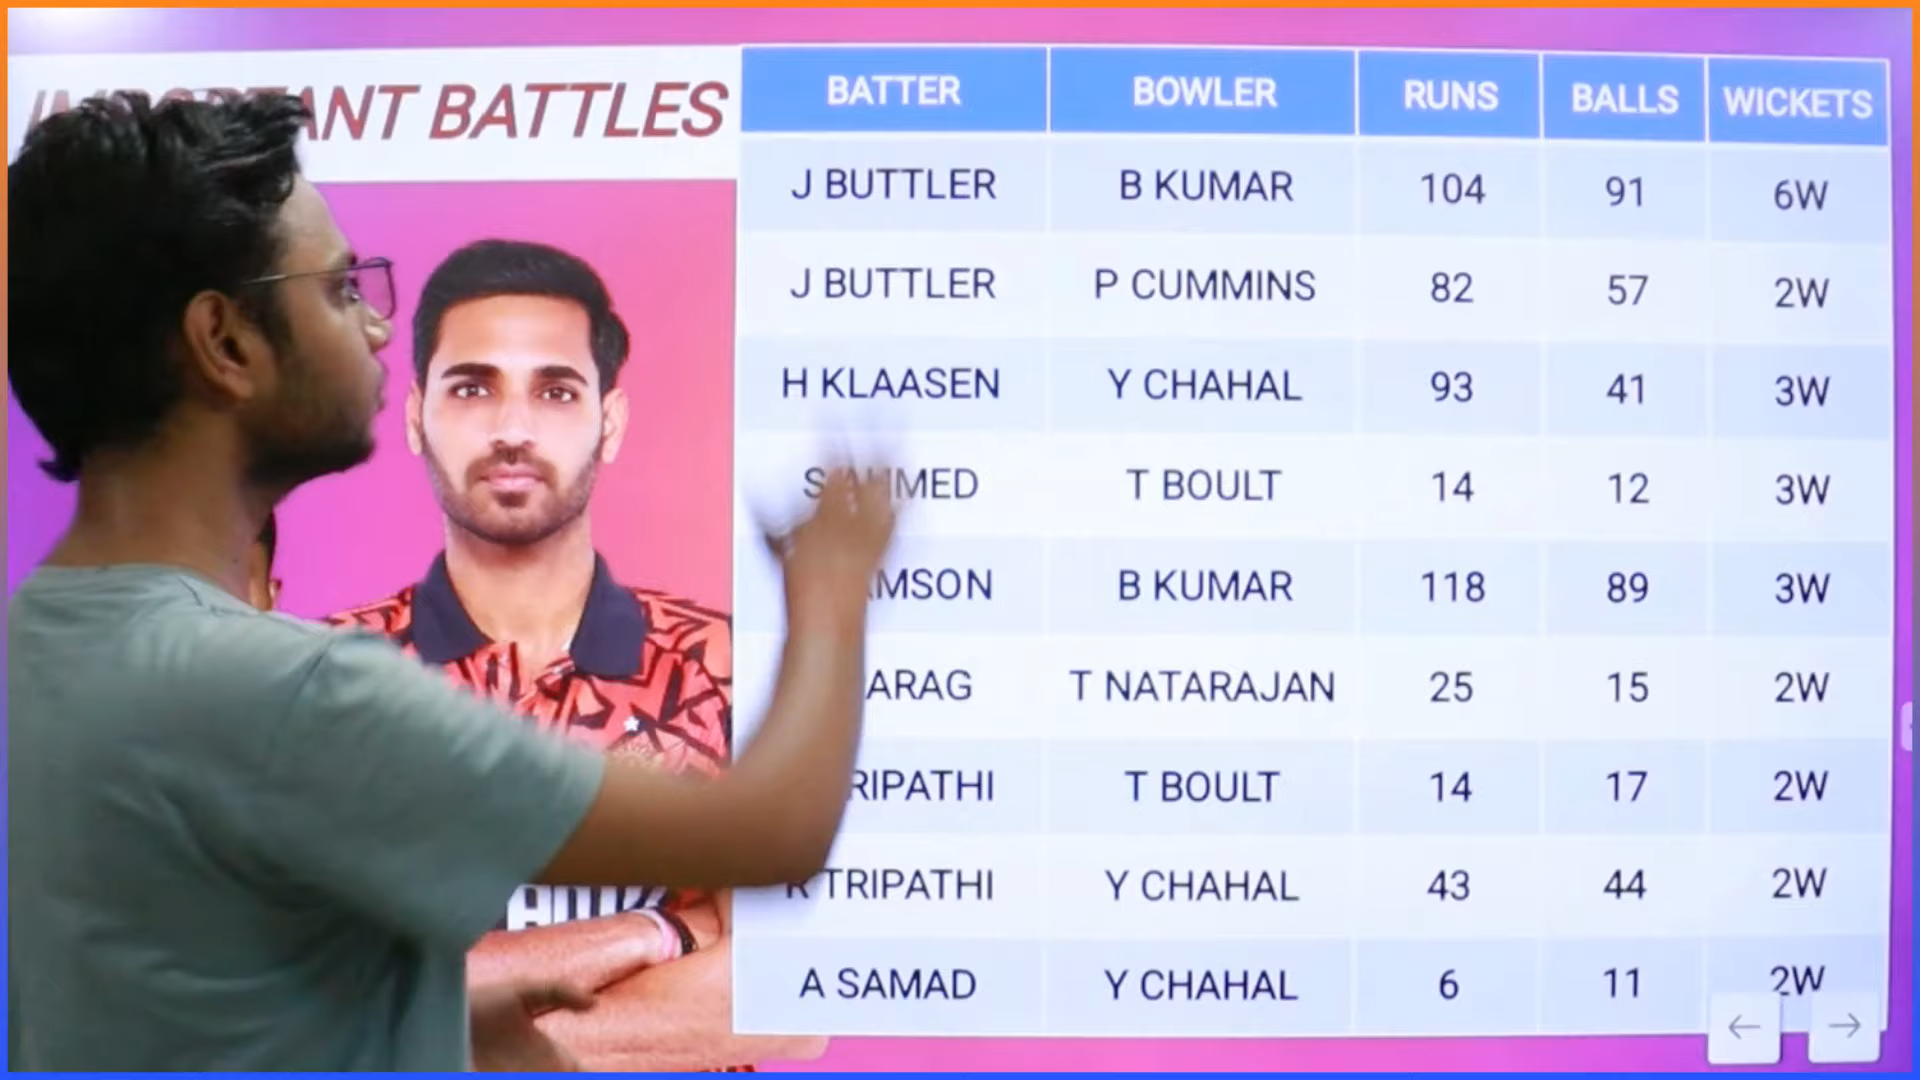 IMPORTANT BATTLES
BATTER BOWLER RUNS BALLS WICKETS
J BUTTLER B KUMAR 104 91 6W
J BUTTLER P CUMMINS 82 57 2W
H KLAASEN Y CHAHAL 93 41 3W
S AHMED T BOULT 14 12 3W
AMSON B KUMAR 118 89 3W
ARAG T NATARAJAN 25 15 2W
RIPATHI T BOULT 14 17 2W
R TRIPATHI Y CHAHAL 43 44 2W
A SAMAD Y CHAHAL 6 11 2W